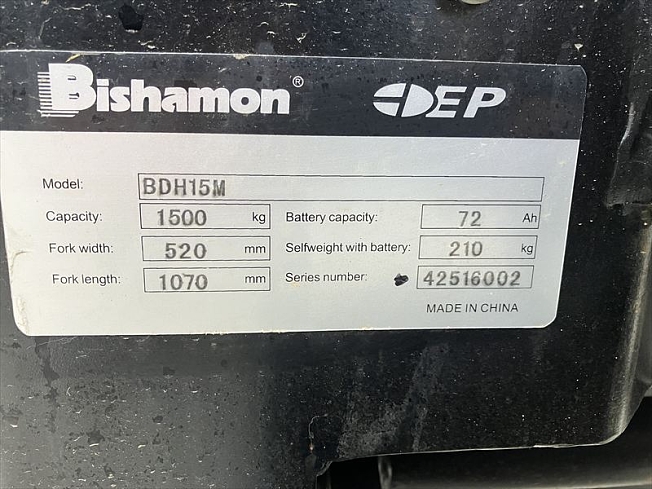 Bishamon® EP
Model: BDH15M
Capacity: 1500 kg Battery capacity: 72 Ah
Fork width: 520 mm Selfweight with battery: 210 kg
Fork length: 1070 mm Series number: 42516002
MADE IN CHINA